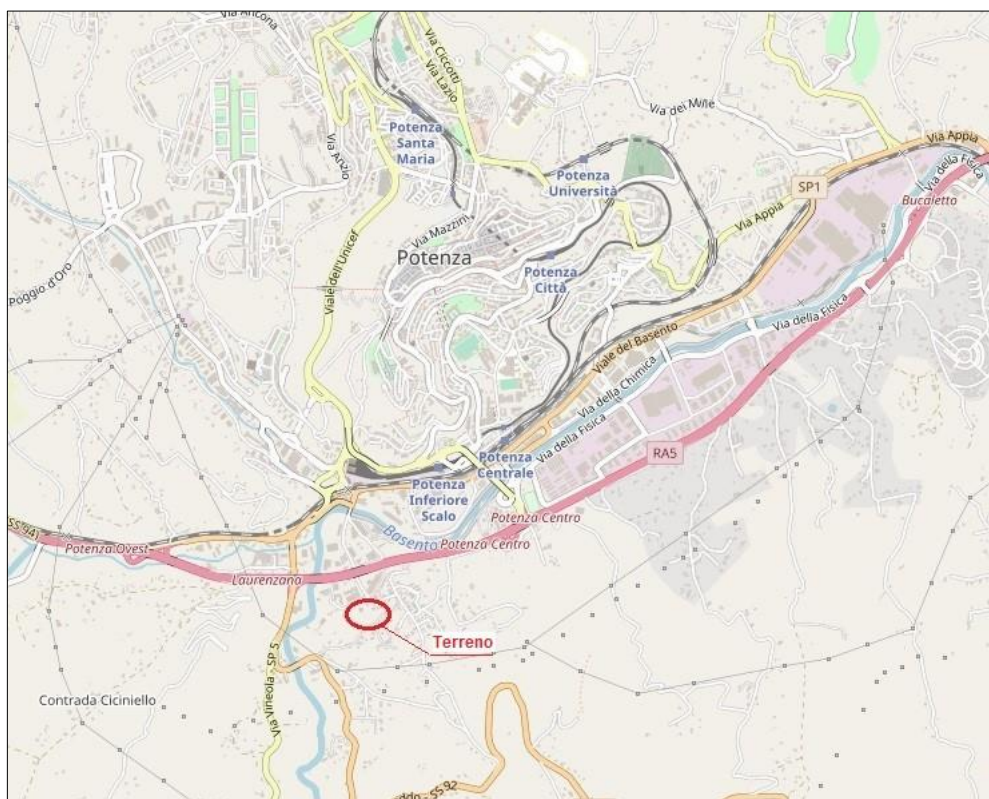 Via Ancona
Via Ciccotti
Via Lazio
Potenza
Santa
Maria
Via Anzio
Via dei Mille
Via Appia
Via della Fisica
Potenza
Università
SP1
Bucaletto
Via Mazzini
Via Appia
Potenza
Viale dell'Unicef
Poggio d'Oro
Potenza
Città
Via della Fisica
Viale del Basento
Via della Chimica
Via della Fisica
RA5
Potenza
Centrale
Potenza
Inferiore
Scalo
Potenza Centro
Basento
Potenza Centro
Potenza Ovest
Laurenzana
Terreno
Contrada Ciciniello
Via Vineola - SP 5
ddo - SS 92